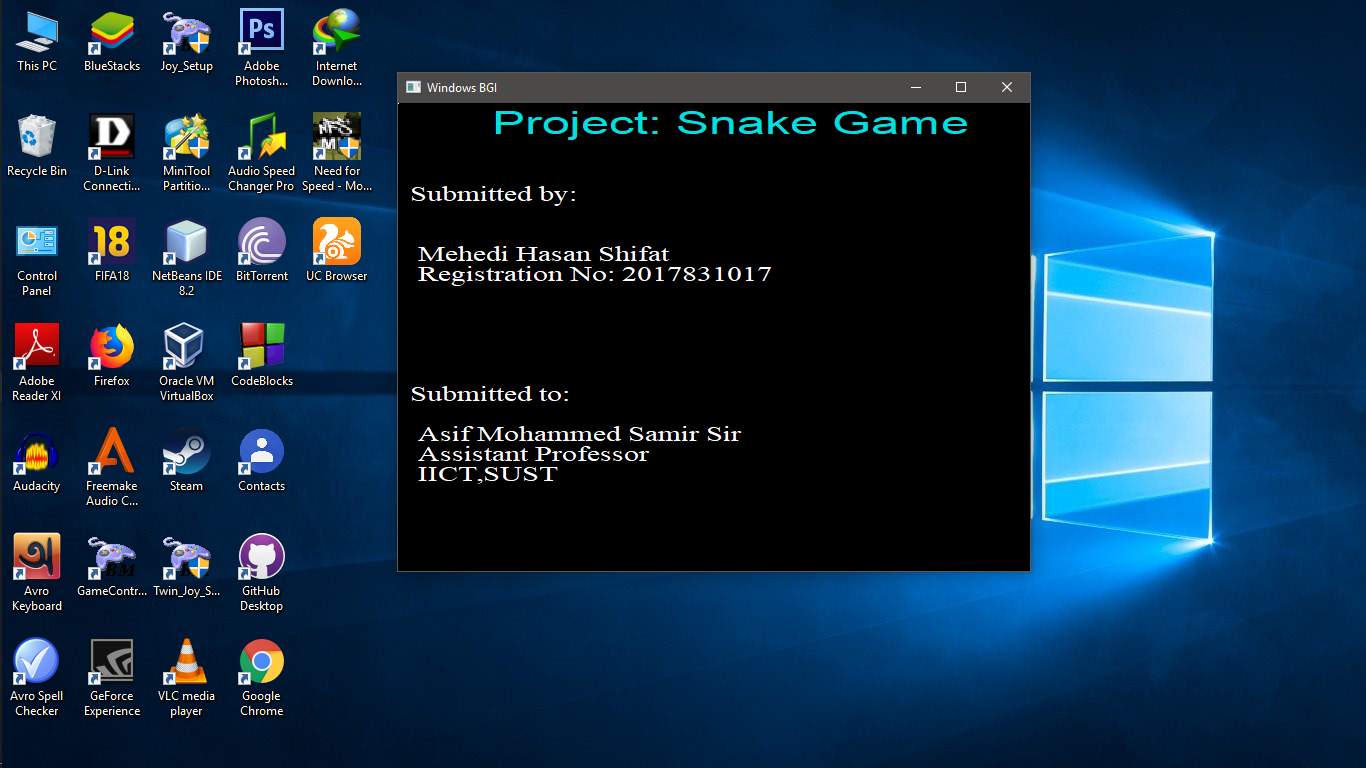 This PC
BlueStacks
Joy_Setup
Adobe
Photosh...
Internet
Downlo...
Recycle Bin
D-Link
Connecti...
MiniTool
Partitio...
Audio Speed
Changer Pro
Need for
Speed - Mo...
Control
Panel
FIFA18
NetBeans IDE
8.2
BitTorrent
UC Browser
Adobe
Reader XI
Firefox
Oracle VM
VirtualBox
CodeBlocks
Audacity
Freemake
Audio C...
Steam
Contacts
Avro
Keyboard
GameContr...
Twin_Joy_S...
GitHub
Desktop
Avro Spell
Checker
GeForce
Experience
VLC media
player
Google
Chrome
Ps
D
18
অ
BM
Windows BGI
Project: Snake Game
Submitted by:
Mehedi Hasan Shifat
Registration No: 2017831017
Submitted to:
Asif Mohammed Samir Sir
Assistant Professor
IICT,SUST